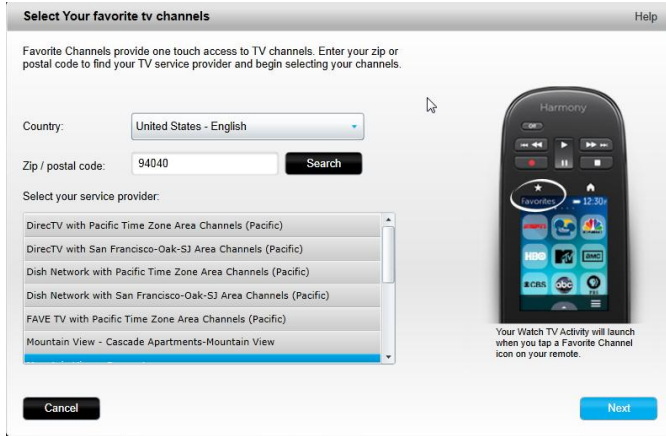 Select Your favorite tv channels
Help
Favorite Channels provide one touch access to TV channels. Enter your zip or
postal code to find your TV service provider and begin selecting your channels.
Country:
United States - English
Zip / postal code:
94040
Search
Select your service provider:
DirecTV with Pacific Time Zone Area Channels (Pacific)
DirecTV with San Francisco-Oak-SJ Area Channels (Pacific)
Dish Network with Pacific Time Zone Area Channels (Pacific)
Dish Network with San Francisco-Oak-SJ Area Channels (Pacific)
FAVE TV with Pacific Time Zone Area Channels (Pacific)
Mountain View - Cascade Apartments-Mountain View
Harmony
Off
Favorites
12:30
HBO
AMC
CBS
abc
PBS
Your Watch TV Activity will launch
when you tap a Favorite Channel
icon on your remote.
Cancel
Next